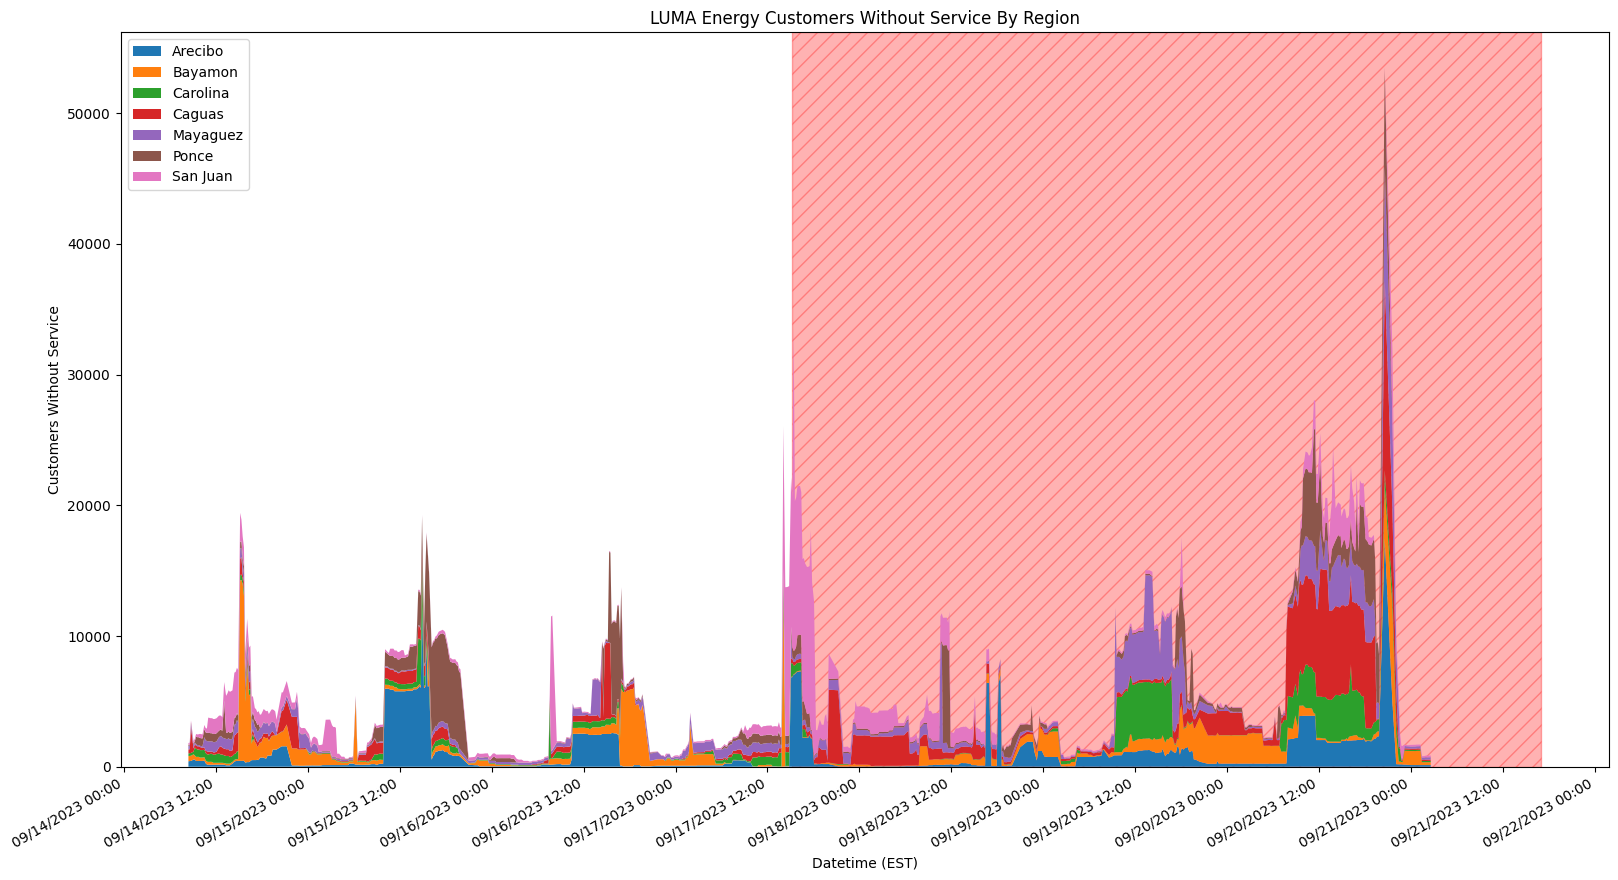 LUMA Energy Customers Without Service By Region
Arecibo
Bayamon
Carolina
Caguas
Mayaguez
Ponce
San Juan
50000
40000
30000
20000
10000
0
Customers Without Service
09/14/2023 00:00
09/14/2023 12:00
09/15/2023 00:00
09/15/2023 12:00
09/16/2023 00:00
09/16/2023 12:00
09/17/2023 00:00
09/17/2023 12:00
09/18/2023 00:00
09/18/2023 12:00
09/19/2023 00:00
09/19/2023 12:00
09/20/2023 00:00
09/20/2023 12:00
09/21/2023 00:00
09/21/2023 12:00
09/22/2023 00:00
Datetime (EST)